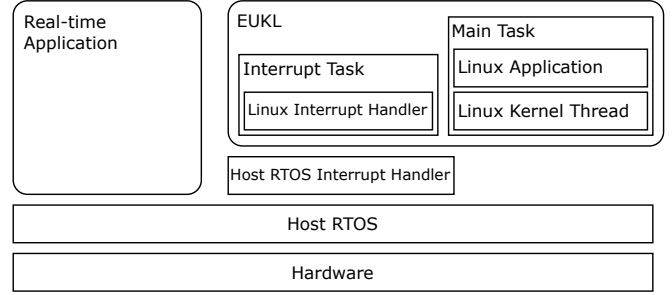 Real-time
Application
EUKL
Main Task
Interrupt Task
Linux Application
Linux Interrupt Handler
Linux Kernel Thread
Host RTOS Interrupt Handler
Host RTOS
Hardware